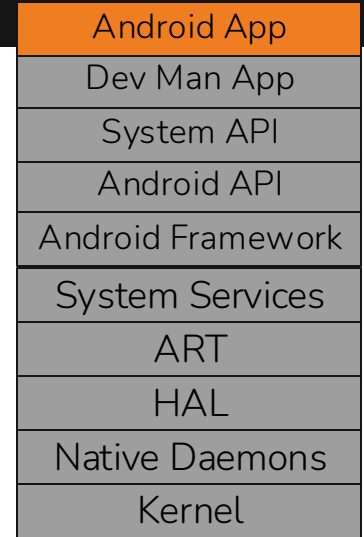 Android App
Dev Man App
System API
Android API
Android Framework
System Services
ART
HAL
Native Daemons
Kernel